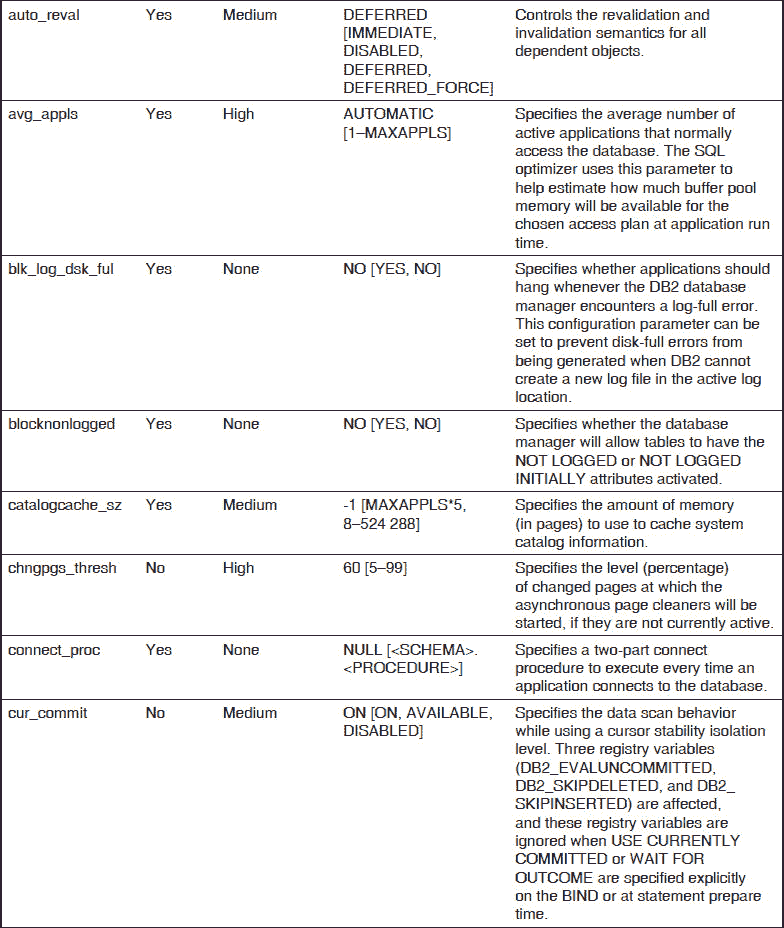 auto_reval Yes Medium DEFERRED Controls the revalidation and
[IMMEDIATE, invalidation semantics for all
DISABLED, dependent objects.
DEFERRED,
DEFERRED_FORCE]
avg_appls Yes High AUTOMATIC Specifies the average number of
[1–MAXAPPLS] active applications that normally
access the database. The SQL
optimizer uses this parameter to
help estimate how much buffer pool
memory will be available for the
chosen access plan at application run
time.
blk_log_dsk_ful Yes None NO [YES, NO] Specifies whether applications should
hang whenever the DB2 database
manager encounters a log-full error.
This configuration parameter can be
set to prevent disk-full errors from
being generated when DB2 cannot
create a new log file in the active log
location.
blocknonlogged Yes None NO [YES, NO] Specifies whether the database
manager will allow tables to have the
NOT LOGGED or NOT LOGGED
INITIALLY attributes activated.
catalogcache_sz Yes Medium -1 [MAXAPPLS*5, Specifies the amount of memory
8–524 288] (in pages) to use to cache system
catalog information.
chngpgs_thresh No High 60 [5–99] Specifies the level (percentage)
of changed pages at which the
asynchronous page cleaners will be
started, if they are not currently active.
connect_proc Yes None NULL [<SCHEMA>. Specifies a two-part connect
<PROCEDURE>] procedure to execute every time an
application connects to the database.
cur_commit No Medium ON [ON, AVAILABLE, Specifies the data scan behavior
DISABLED] while using a cursor stability isolation
level. Three registry variables
(DB2_EVALUNCOMMITTED,
DB2_SKIPDELETED, and DB2_
SKIPINSERTED) are affected,
and these registry variables are
ignored when USE CURRENTLY
COMMITTED or WAIT FOR
OUTCOME are specified explicitly
on the BIND or at statement prepare
time.